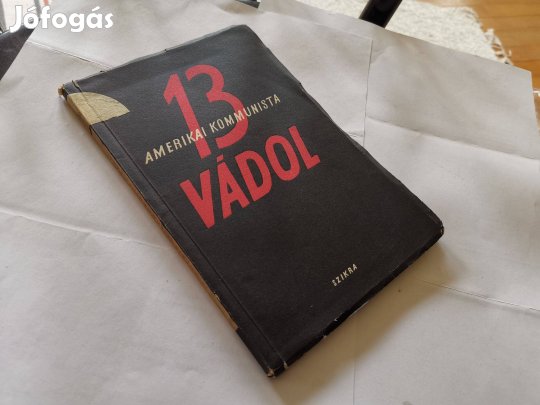 Jófogás
13
AMERIKAI KOMMUNISTA
VÁDOL
SZIKRA